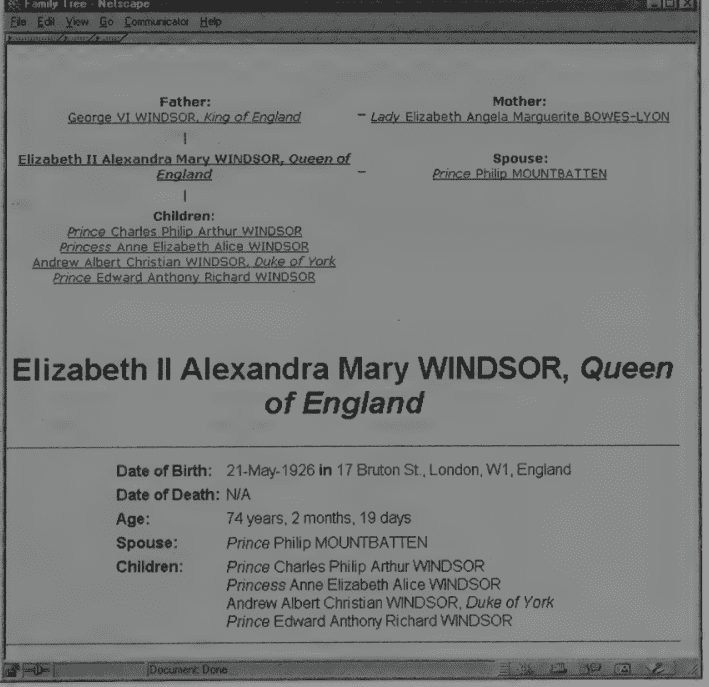 Family Tree - Netscape
File Edit View Go Communicator Help
Father:
George VI WINDSOR, King of England
Mother:
– Lady Elizabeth Angela Marguerite BOWES-LYON
|
Elizabeth II Alexandra Mary WINDSOR, Queen of
England
–
Spouse:
Prince Philip MOUNTBATTEN
|
Children:
Prince Charles Philip Arthur WINDSOR
Princess Anne Elizabeth Alice WINDSOR
Andrew Albert Christian WINDSOR, Duke of York
Prince Edward Anthony Richard WINDSOR
Elizabeth II Alexandra Mary WINDSOR, Queen
of England
Date of Birth: 21-May-1926 in 17 Bruton St., London, W1, England
Date of Death: N/A
Age: 74 years, 2 months, 19 days
Spouse: Prince Philip MOUNTBATTEN
Children: Prince Charles Philip Arthur WINDSOR
Princess Anne Elizabeth Alice WINDSOR
Andrew Albert Christian WINDSOR, Duke of York
Prince Edward Anthony Richard WINDSOR
Document: Done